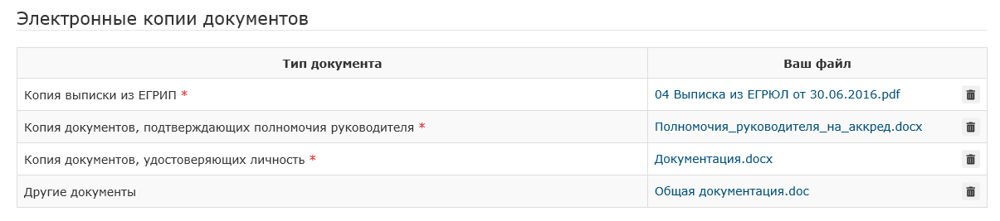 Электронные копии документов
Тип документа Ваш файл
Копия выписки из ЕГРИП * 04 Выписка из ЕГРЮЛ от 30.06.2016.pdf
Копия документов, подтверждающих полномочия руководителя * Полномочия_руководителя_на_аккред.docx
Копия документов, удостоверяющих личность * Документация.docx
Другие документы Общая документация.doc